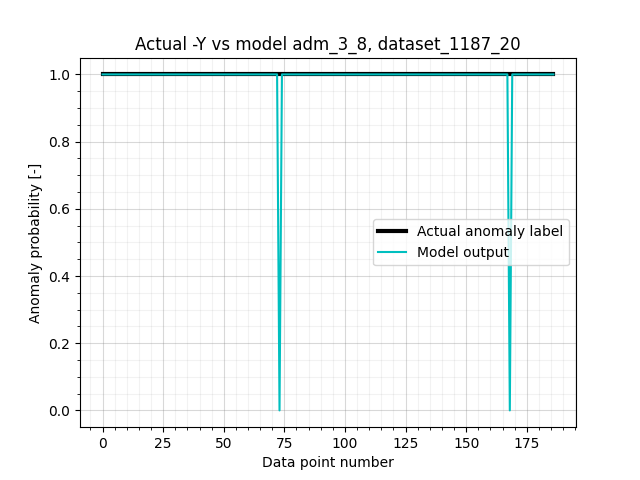 Actual -Y vs model adm_3_8, dataset_1187_20
1.0
0.8
0.6
0.4
0.2
0.0
Anomaly probability [-]
Actual anomaly label
Model output
0 25 50 75 100 125 150 175
Data point number